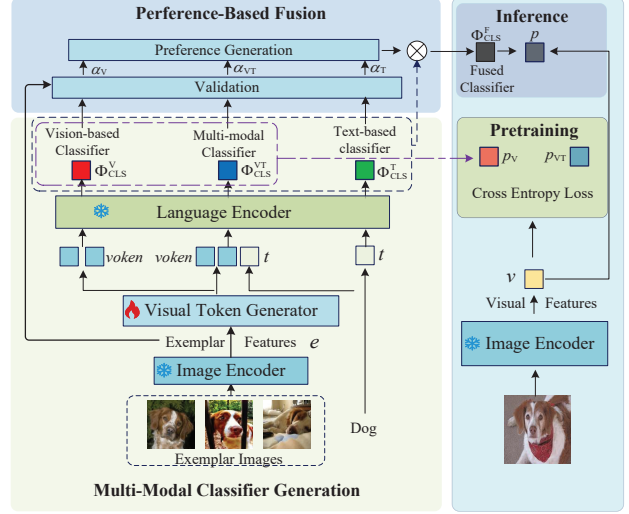 Perference-Based Fusion
Preference Generation
α_V α_VT α_T
Validation
Vision-based
Classifier
Φ^V_CLS
Multi-modal
Classifier
Φ^VT_CLS
Text-based
classifier
Φ^T_CLS
Language Encoder
voken
voken
t
t
Visual Token Generator
Exemplar Features e
Image Encoder
Exemplar Images
Dog
Multi-Modal Classifier Generation
Inference
Φ^F_CLS
p
Fused
Classifier
Pretraining
p_V
p_VT
Cross Entropy Loss
v
Visual Features
Image Encoder